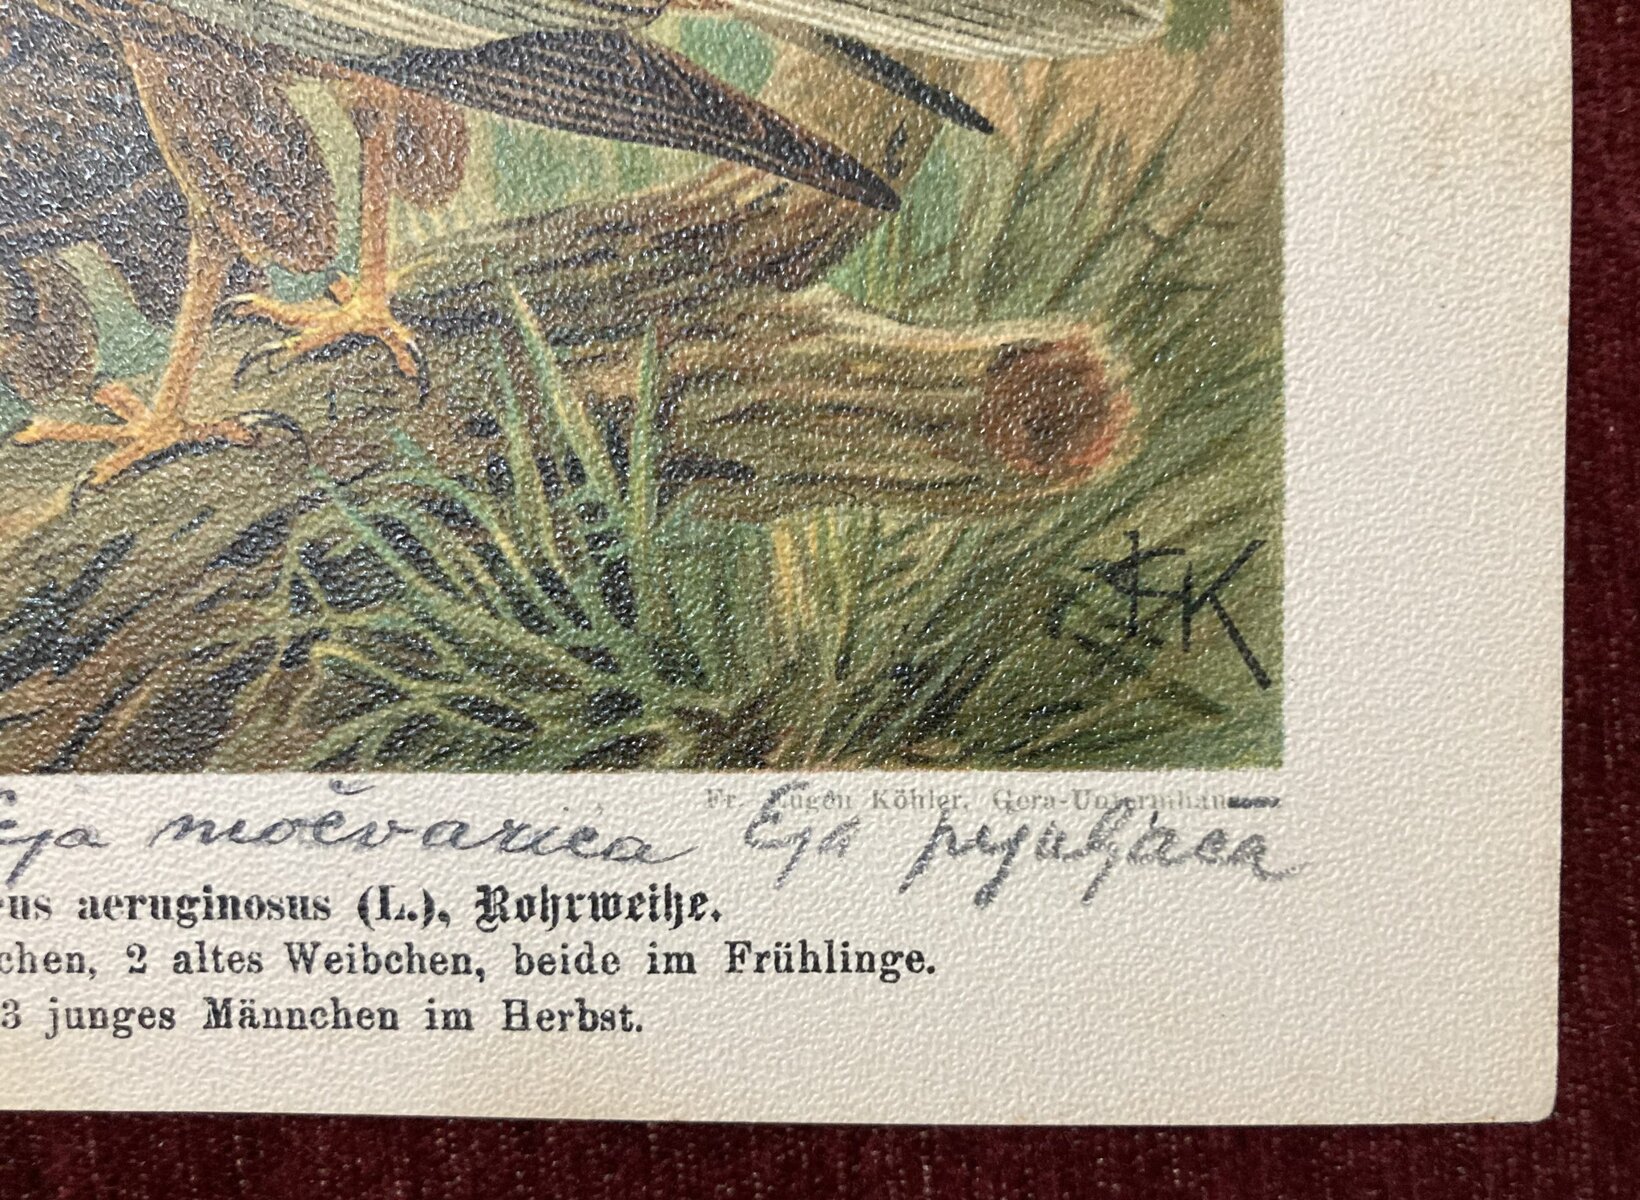 K
Fr. Eugen Köhler, Gera-Untermhaus
Eja močvarica Eja pijuljaca
us aeruginosus (L.), Rohrweihe.
chen, 2 altes Weibchen, beide im Frühlinge.
3 junges Männchen im Herbst.